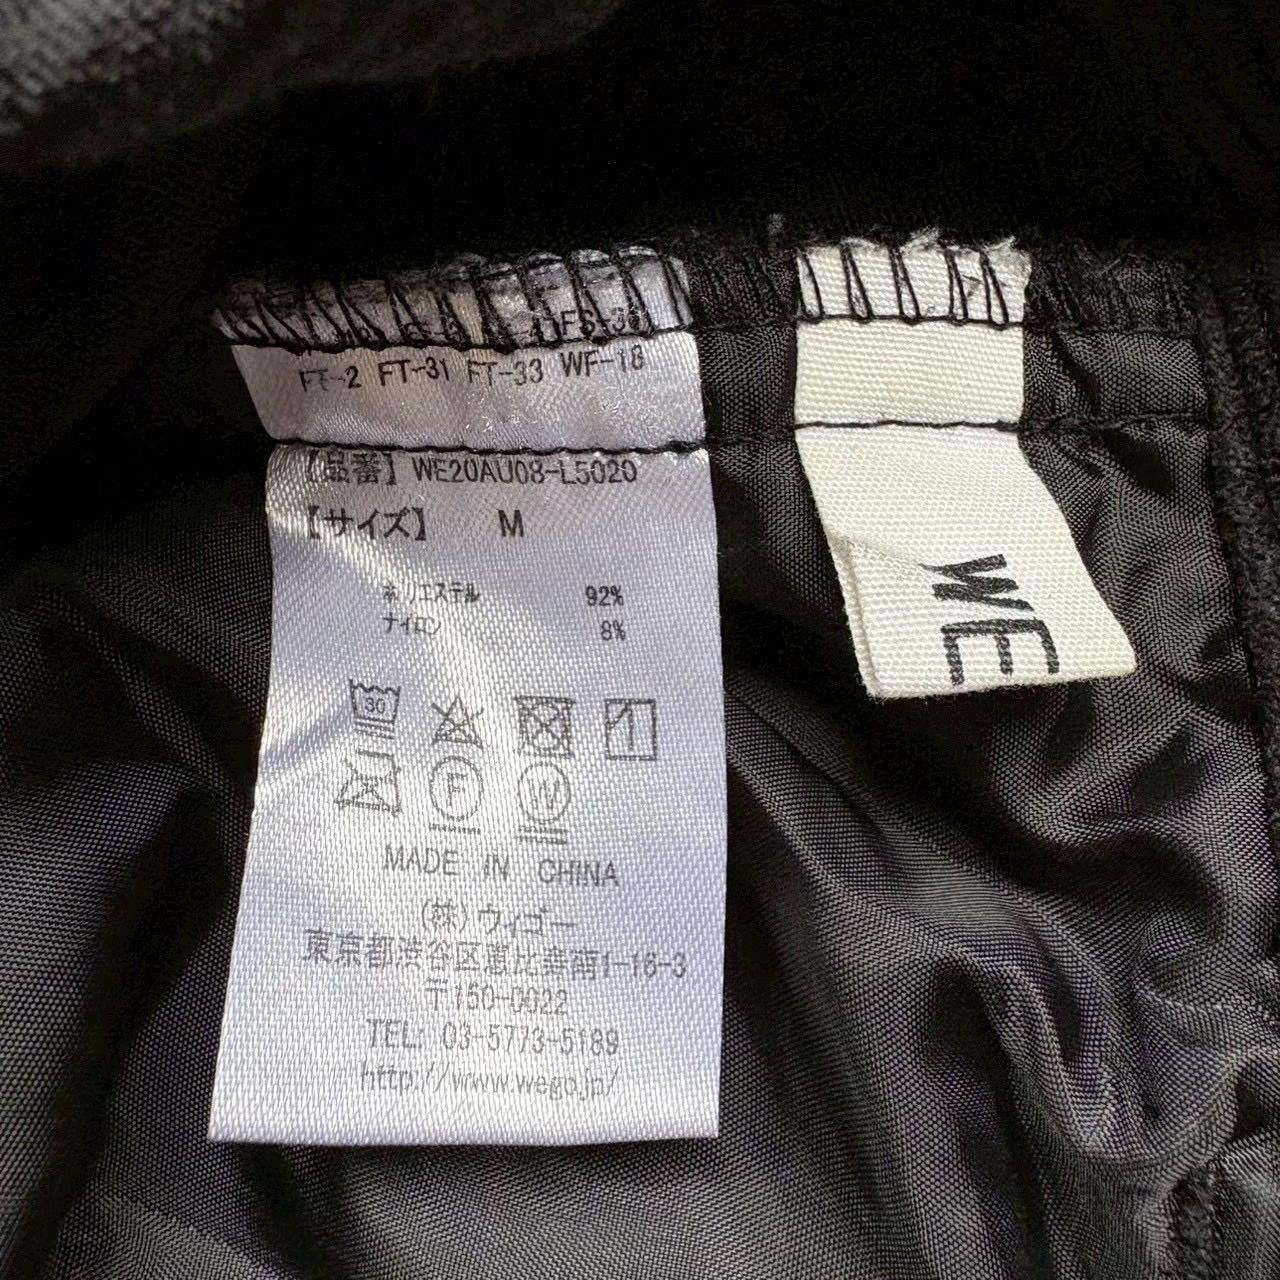 FS-38
FT-2 FT-31 FT-33 WF-18
【品番】 WE20AU08-L5020
【サイズ】 M
ポリエステル 92%
ナイロン 8%
30
F
W
MADE IN CHINA
(株)ウィゴー
東京都渋谷区恵比寿南1-16-3
〒150-0022
TEL: 03-5773-5189
http://www.wego.jp/
WE